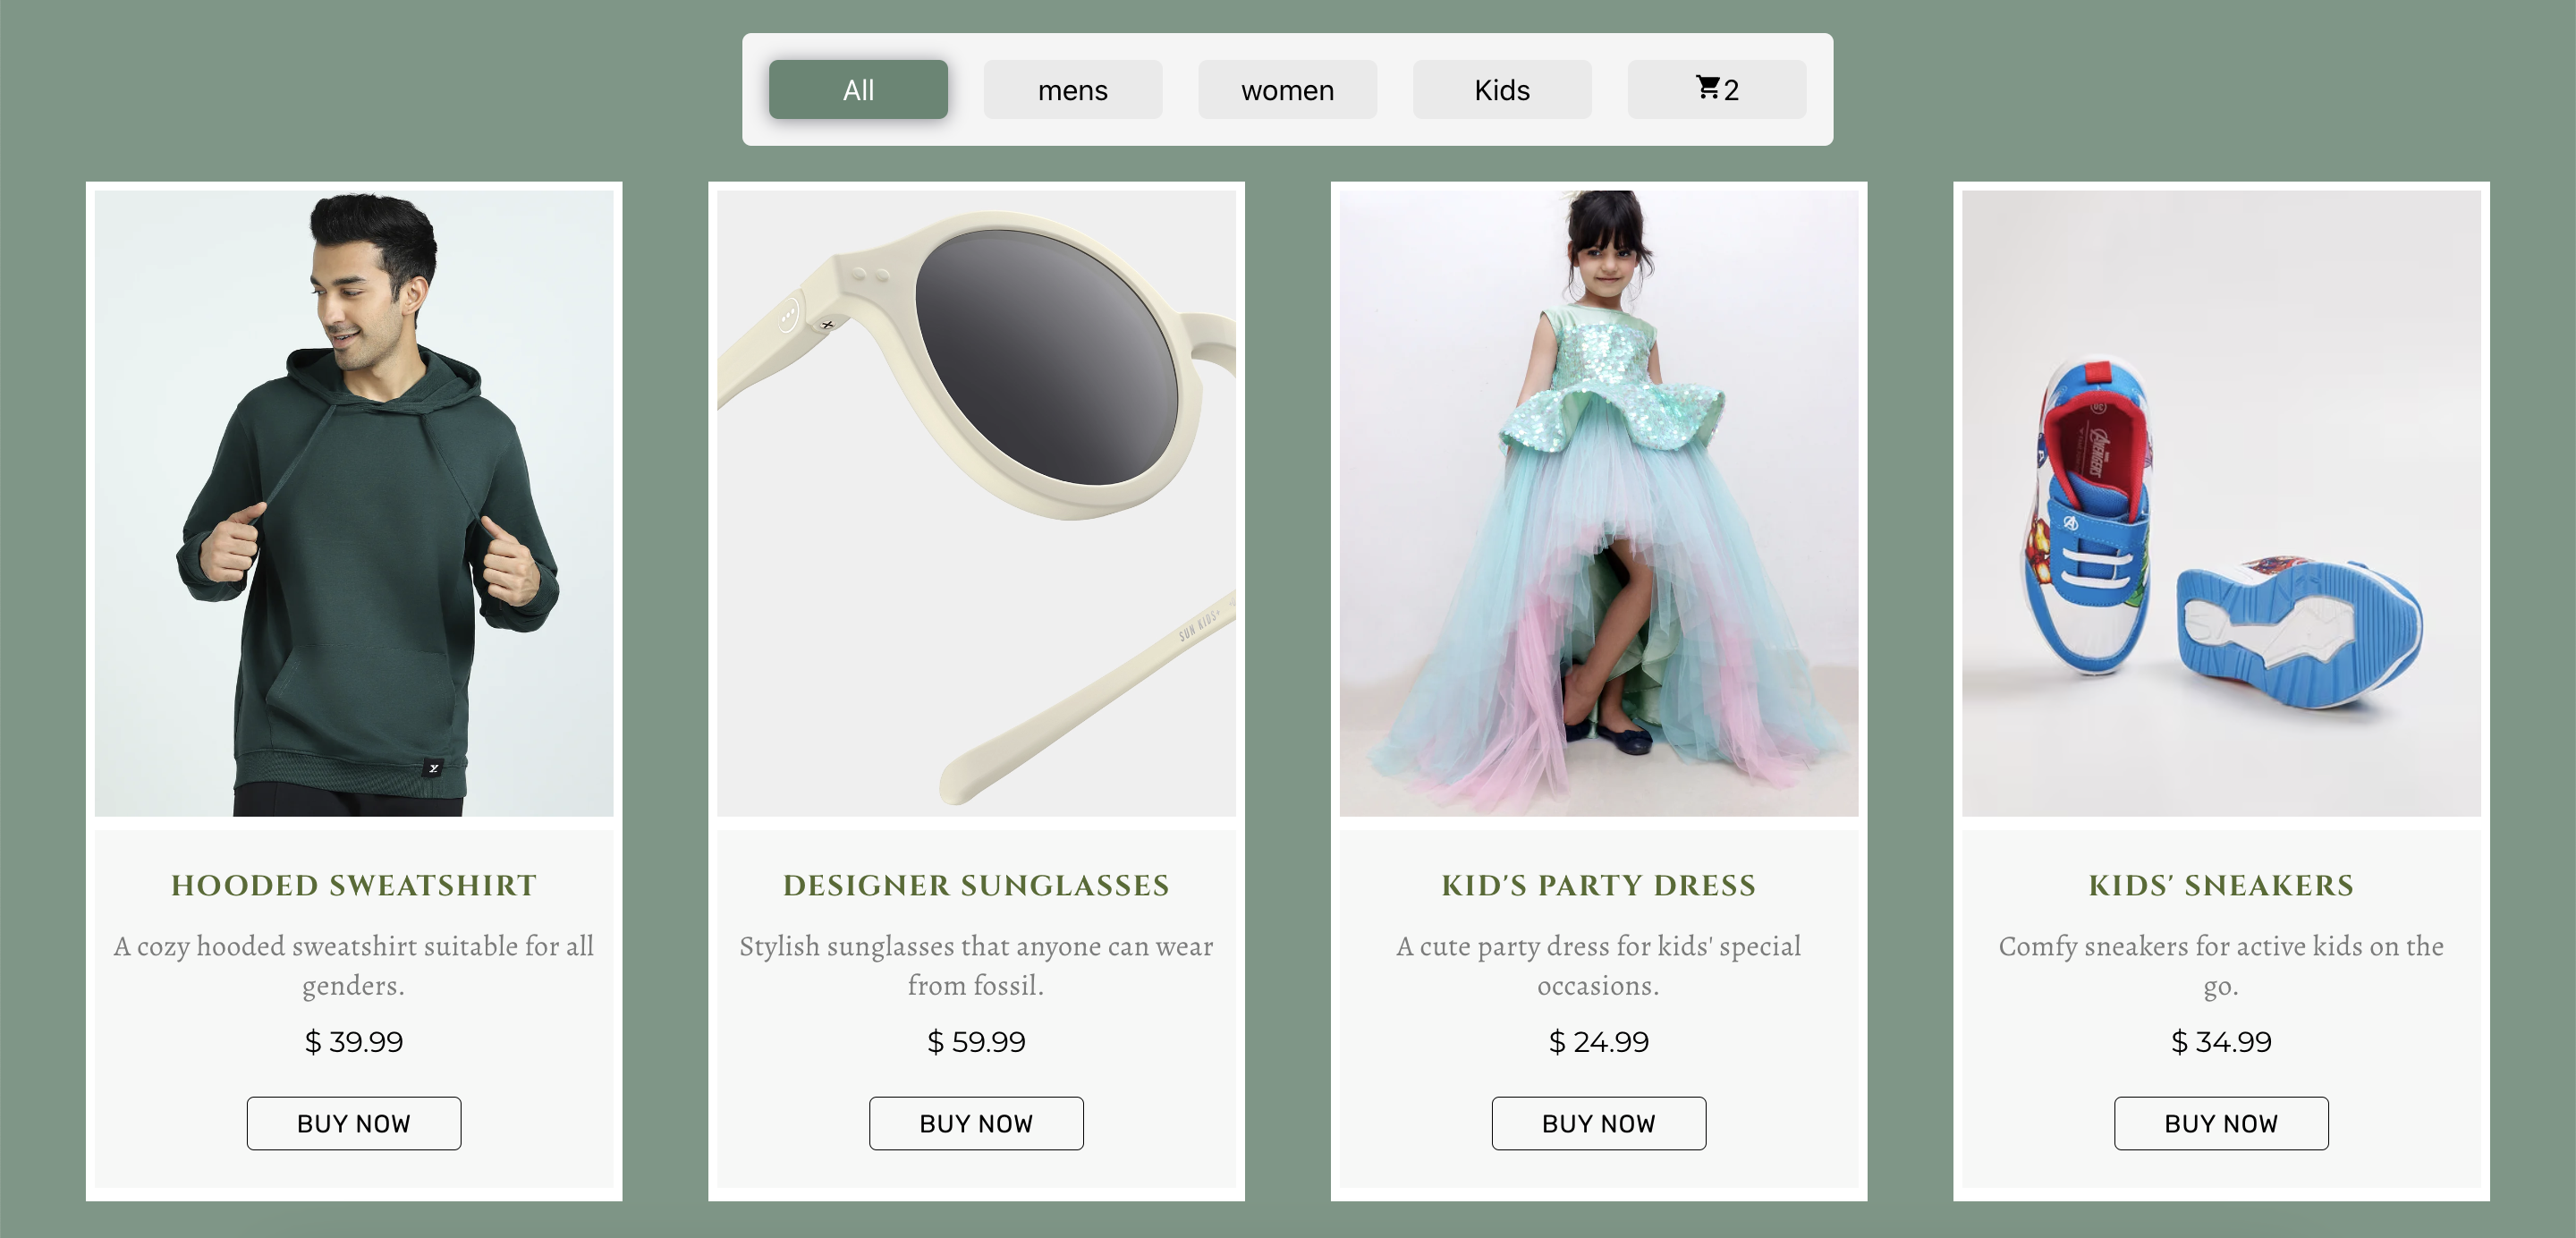 All
mens
women
Kids
2
SUN KIDS+
AVENGERS
HOODED SWEATSHIRT
A cozy hooded sweatshirt suitable for all
genders.
$ 39.99
BUY NOW
DESIGNER SUNGLASSES
Stylish sunglasses that anyone can wear
from fossil.
$ 59.99
BUY NOW
KID'S PARTY DRESS
A cute party dress for kids' special
occasions.
$ 24.99
BUY NOW
KIDS' SNEAKERS
Comfy sneakers for active kids on the
go.
$ 34.99
BUY NOW